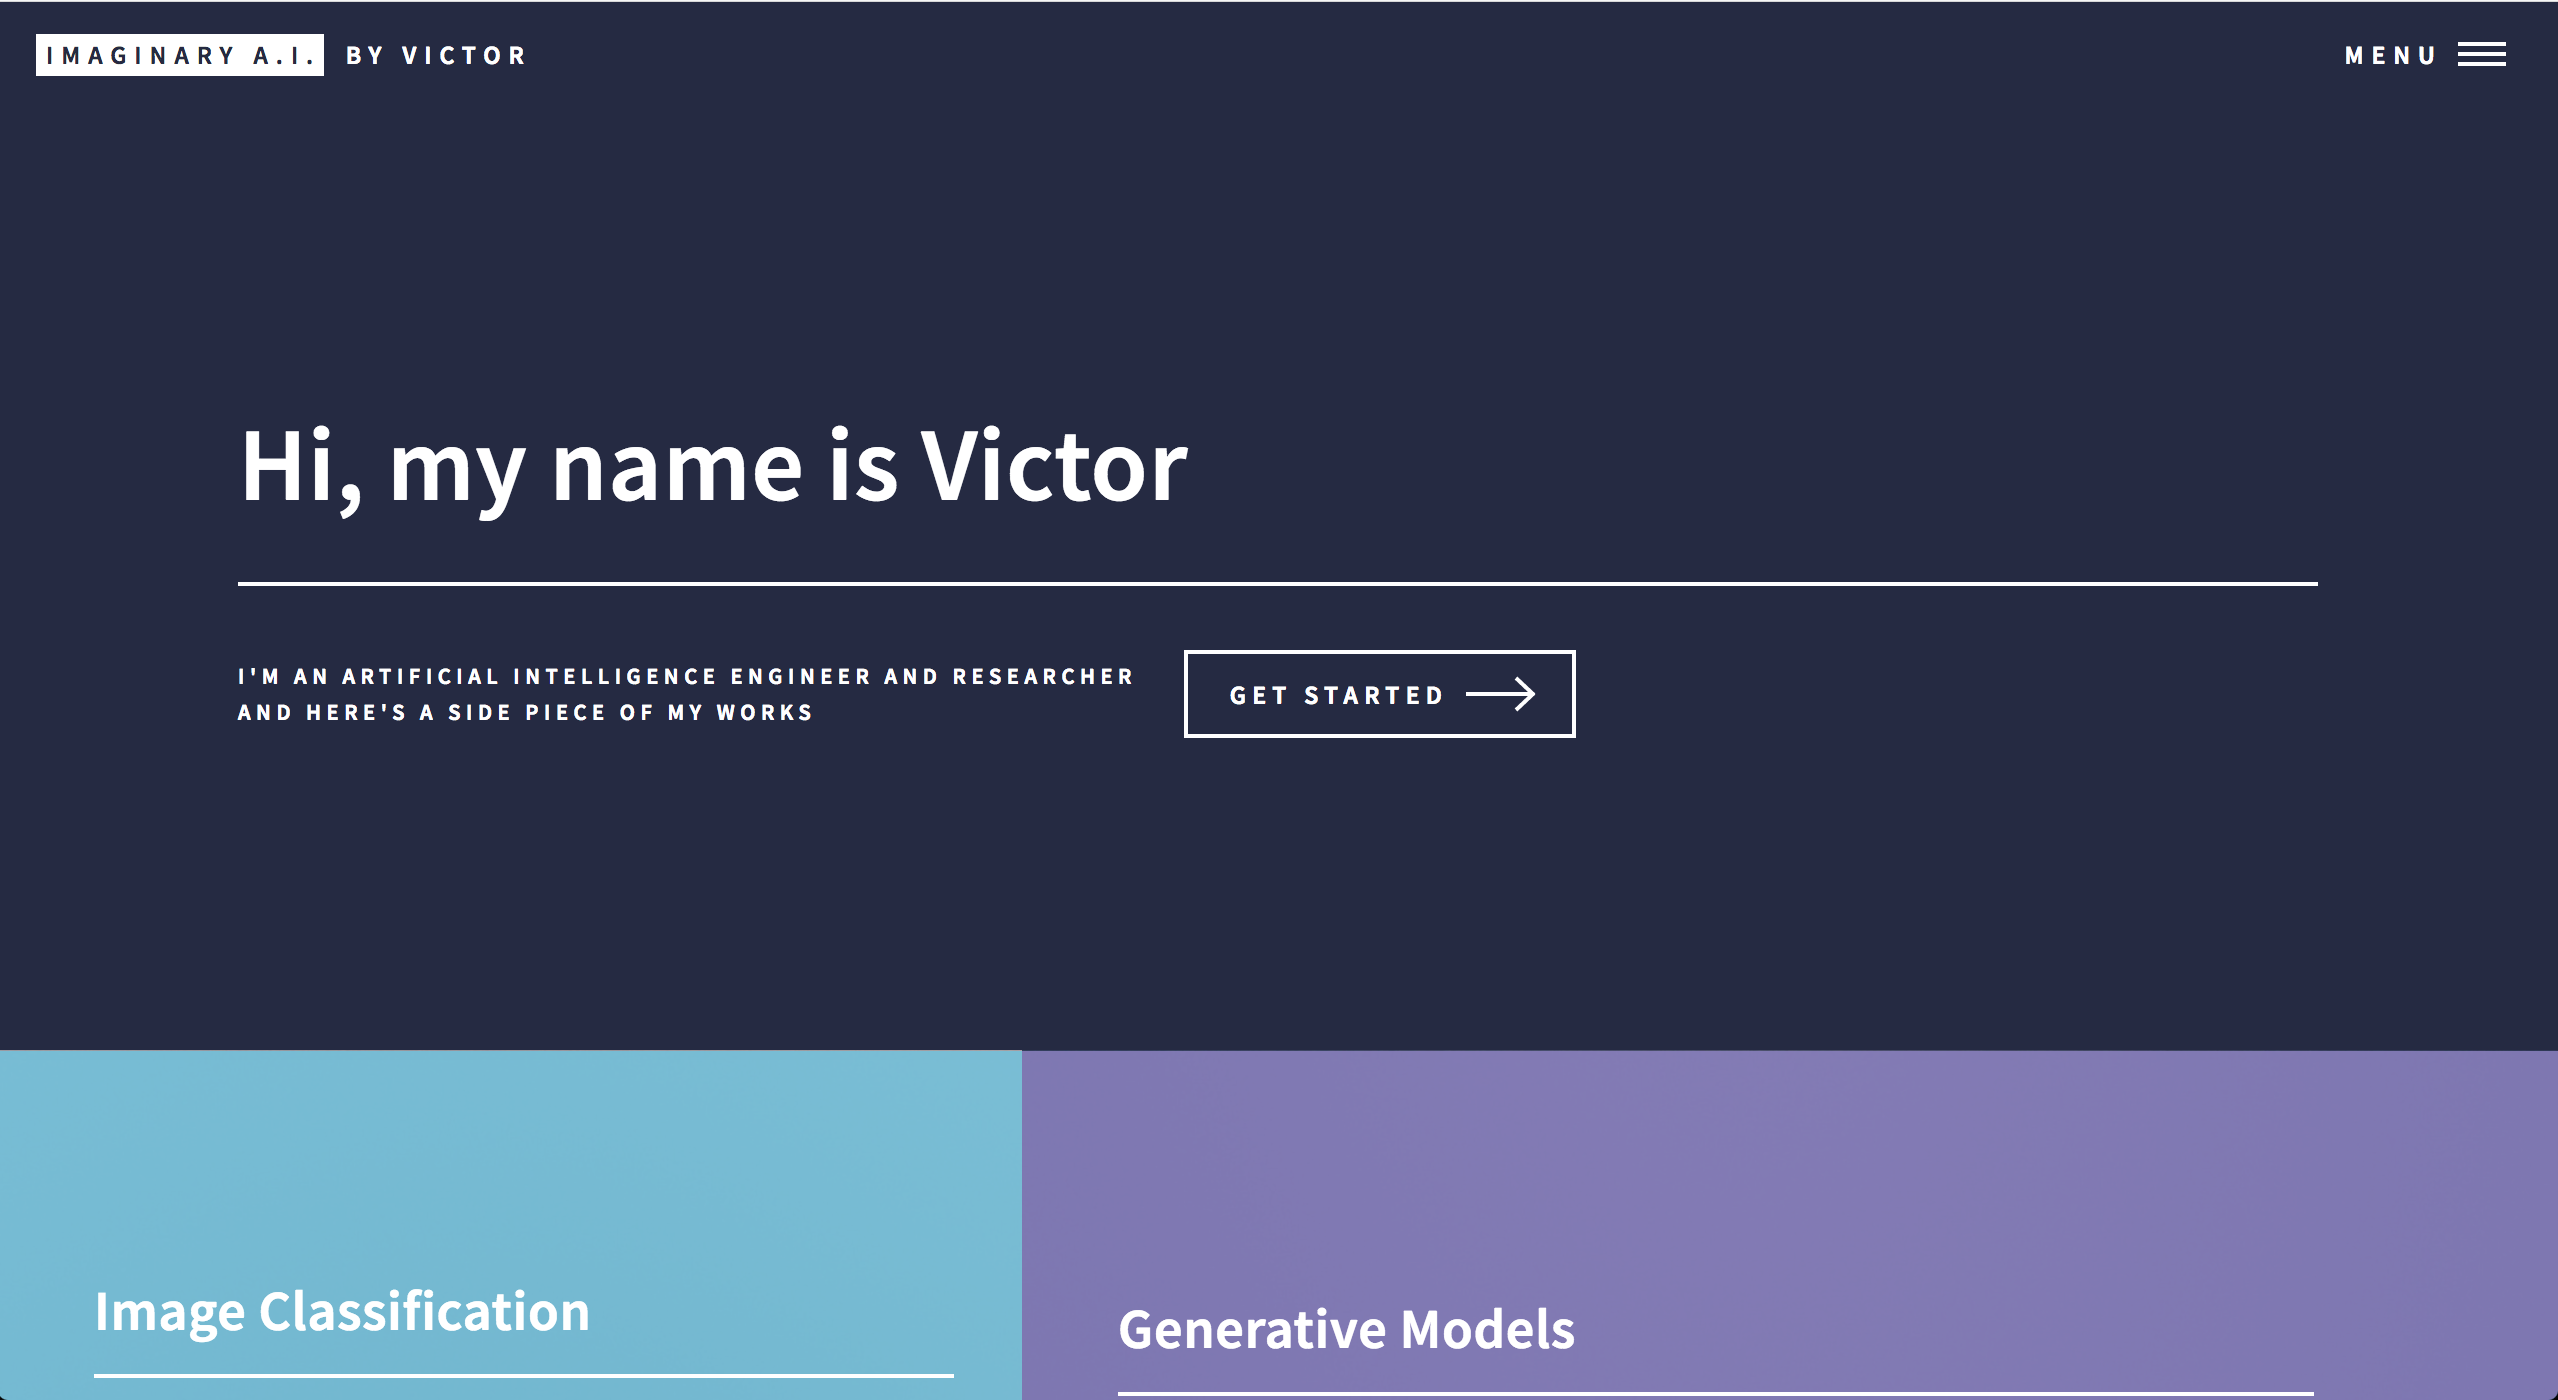 IMAGINARY A.I. BY VICTOR
MENU
Hi, my name is Victor
I'M AN ARTIFICIAL INTELLIGENCE ENGINEER AND RESEARCHER
AND HERE'S A SIDE PIECE OF MY WORKS
GET STARTED
Image Classification
Generative Models